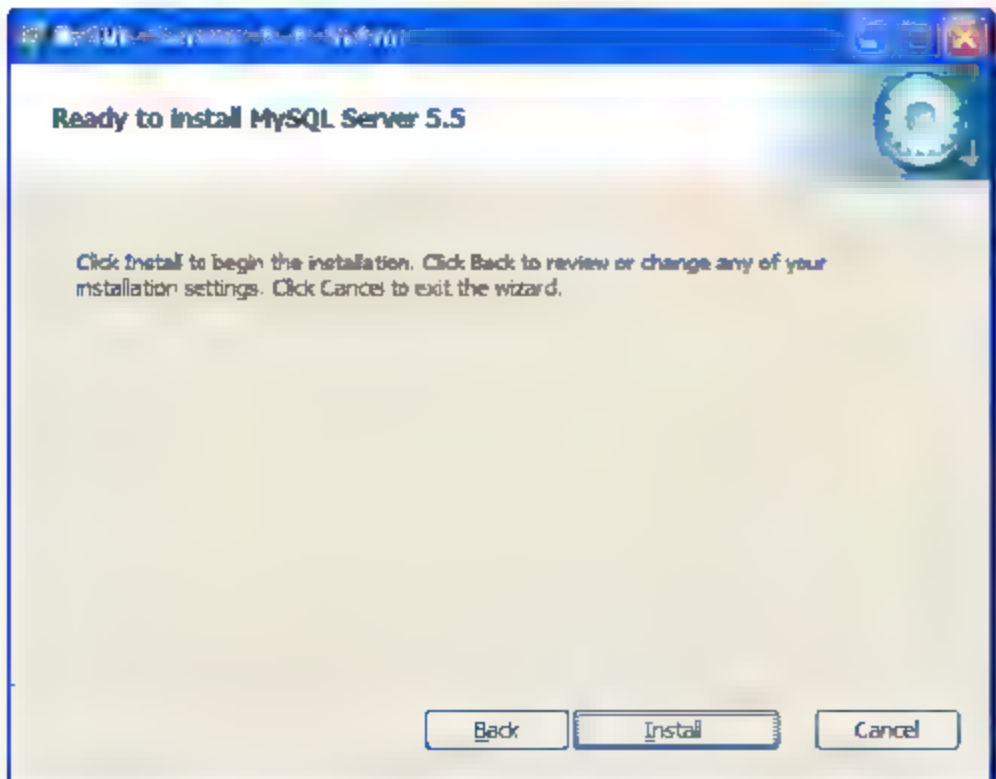 Ready to install MySQL Server 5.5
Click Install to begin the installation. Click Back to review or change any of your
installation settings. Click Cancel to exit the wizard.
Back
Install
Cancel